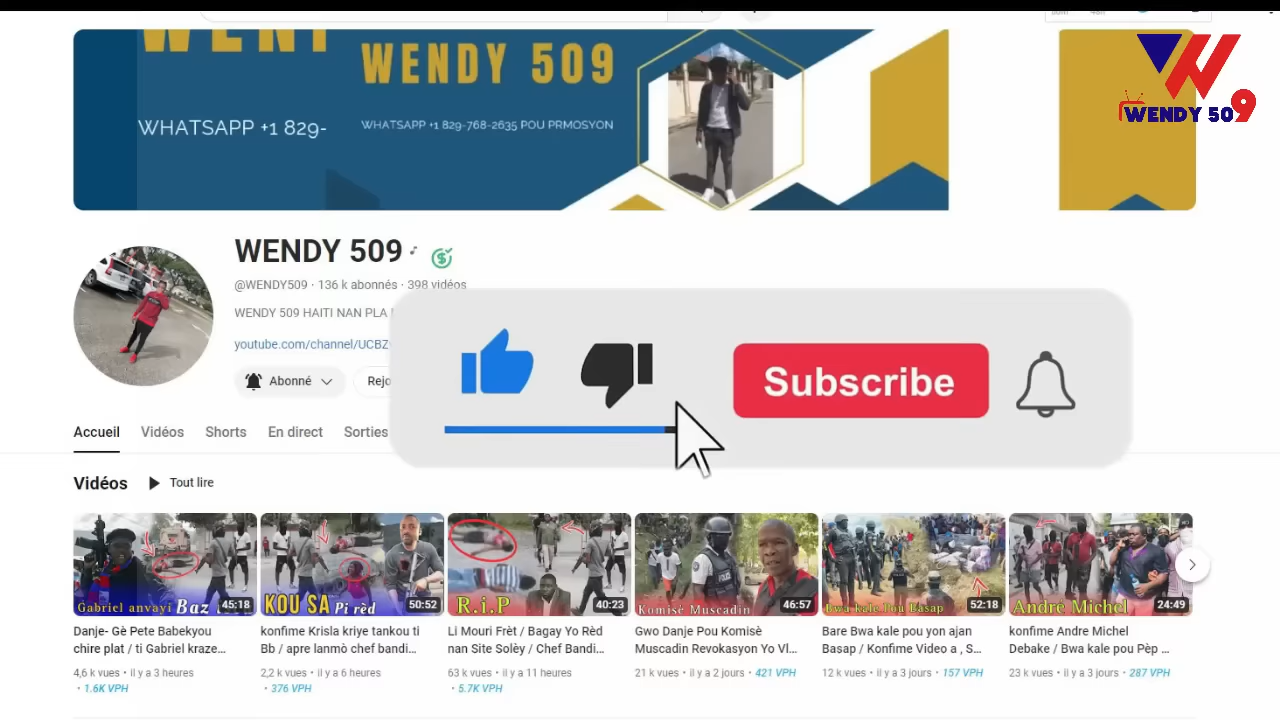 WENDY 509
WHATSAPP +1 829-
WHATSAPP +1 829-768-2635 POU PRMOSYON
WENDY 509
WENDY 509
@WENDY509 · 136 k abonnés · 398 vidéos
WENDY 509 HAITI NAN PLA
youtube.com/channel/UCBZ
Abonné
Rejo
Subscribe
Accueil
Vidéos
Shorts
En direct
Sorties
Vidéos
Tout lire
Gabriel anvayi Baz
45:18
KOU SA Pi rèd
50:52
R.i.P
40:23
Komisè Muscadin
46:57
Bwa kale Pou Basap
52:18
Andre Michel
24:49
Danje- Gè Pete Babekyou
chire plat / ti Gabriel kraze...
4,6 k vues • il y a 3 heures
• 1.6K VPH
konfime Krisla kriye tankou ti
Bb / apre lanmò chef bandi...
2,2 k vues • il y a 6 heures
• 376 VPH
Li Mouri Frèt / Bagay Yo Rèd
nan Site Solèy / Chef Bandi...
63 k vues • il y a 11 heures
• 5.7K VPH
Gwo Danje Pou Komisè
Muscadin Revokasyon Yo Vl...
21 k vues • il y a 2 jours • 421 VPH
Bare Bwa kale pou yon ajan
Basap / Konfime Video a , S...
12 k vues • il y a 3 jours • 157 VPH
konfime Andre Michel
Debake / Bwa kale pou Pèp ...
23 k vues • il y a 3 jours • 287 VPH